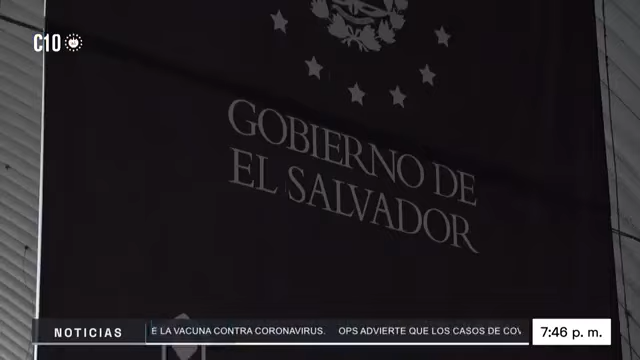 C10
GOBIERNO DE
EL SALVADOR
NOTICIAS
E LA VACUNA CONTRA CORONAVIRUS. OPS ADVIERTE QUE LOS CASOS DE COV
7:46 p. m.